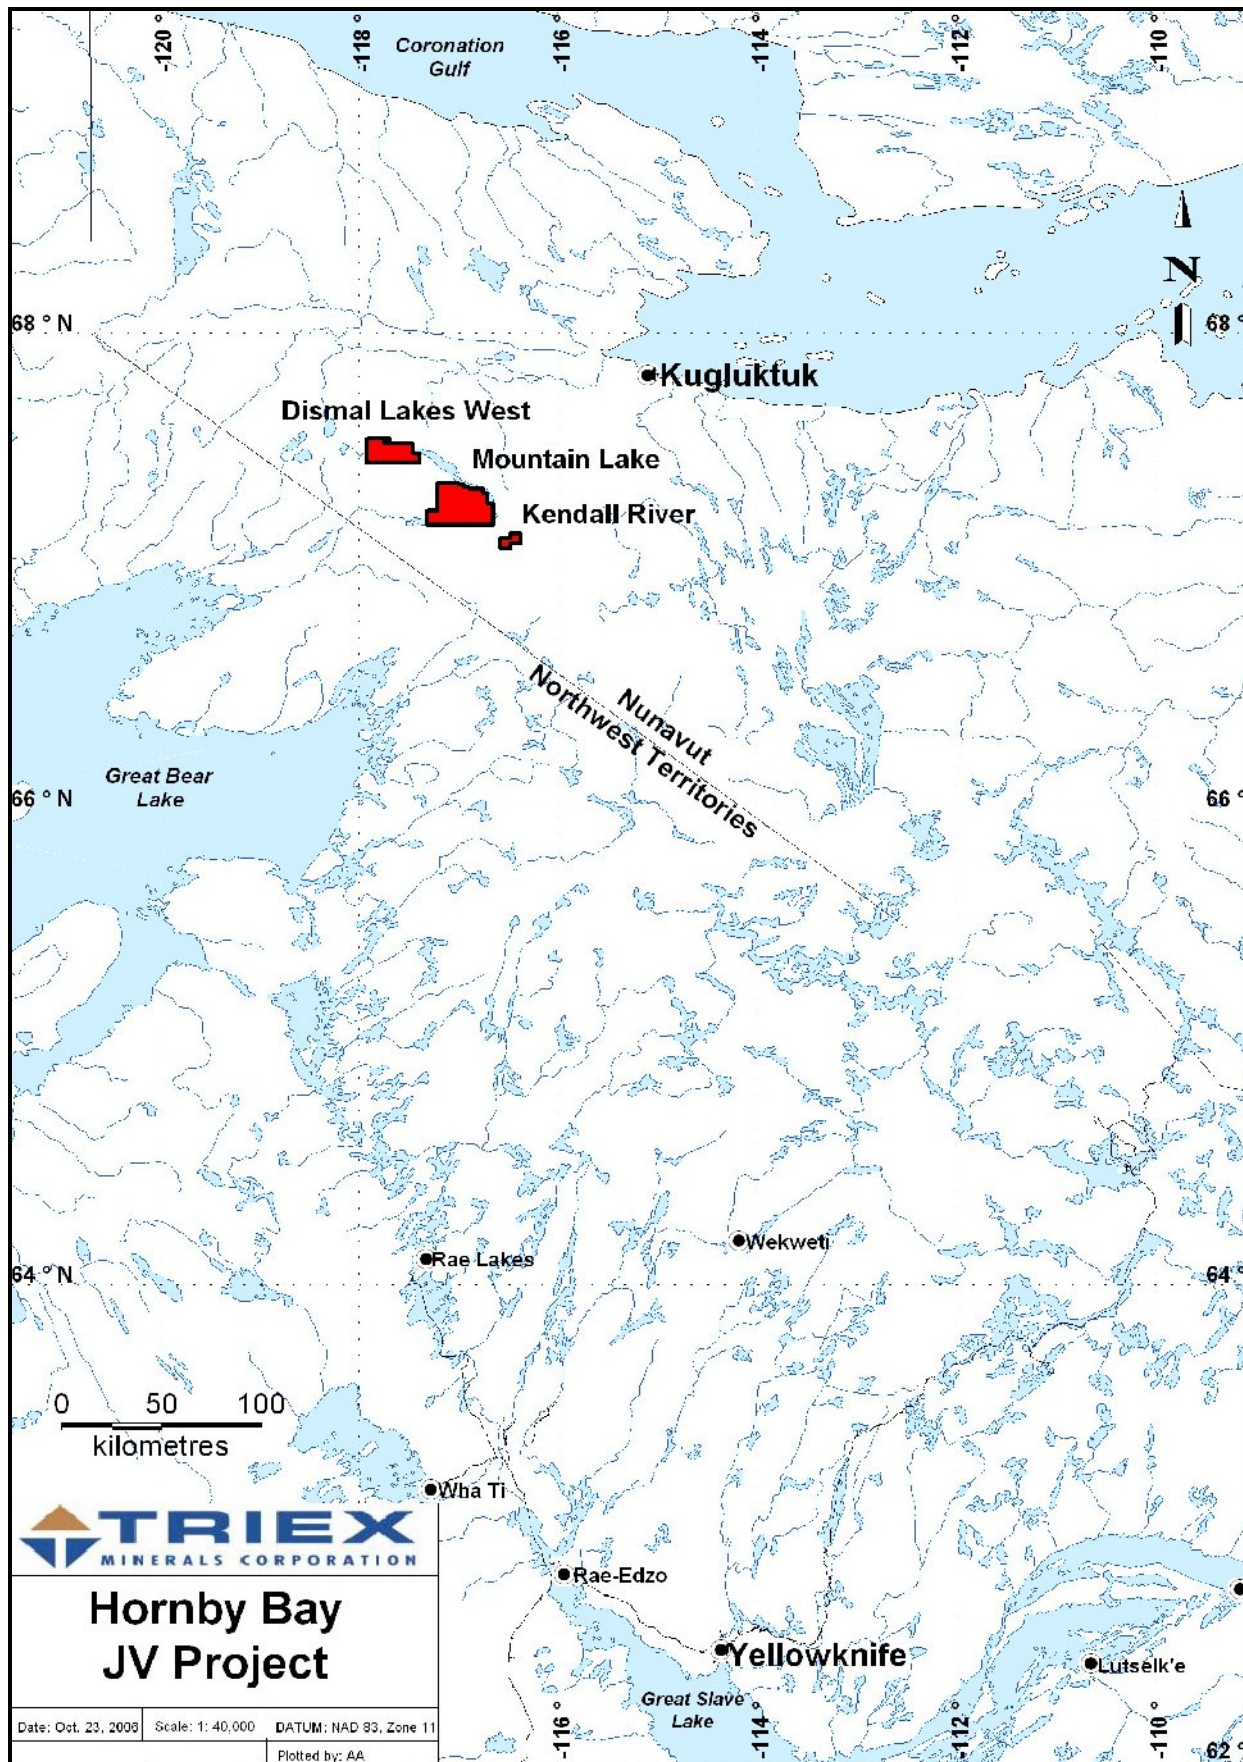 -120 °
-118 °
-116 °
-114 °
-112 °
-110 °
Coronation
Gulf
N
68 ° N
68 °
Kugluktuk
Dismal Lakes West
Mountain Lake
Kendall River
Nunavut
Northwest Territories
Great Bear
Lake
66 ° N
66 °
Wekweti
Rae Lakes
64 ° N
64 °
0 50 100
kilometres
Wha Ti
TRIEX
MINERALS CORPORATION
Rae-Edzo
Hornby Bay
JV Project
Yellowknife
Lutselk'e
Great Slave
Lake
Date: Oct. 23, 2006
Scale: 1: 40,000
DATUM: NAD 83, Zone 11
Plotted by: AA
-116 °
-114 °
-112 °
-110 °
62 °